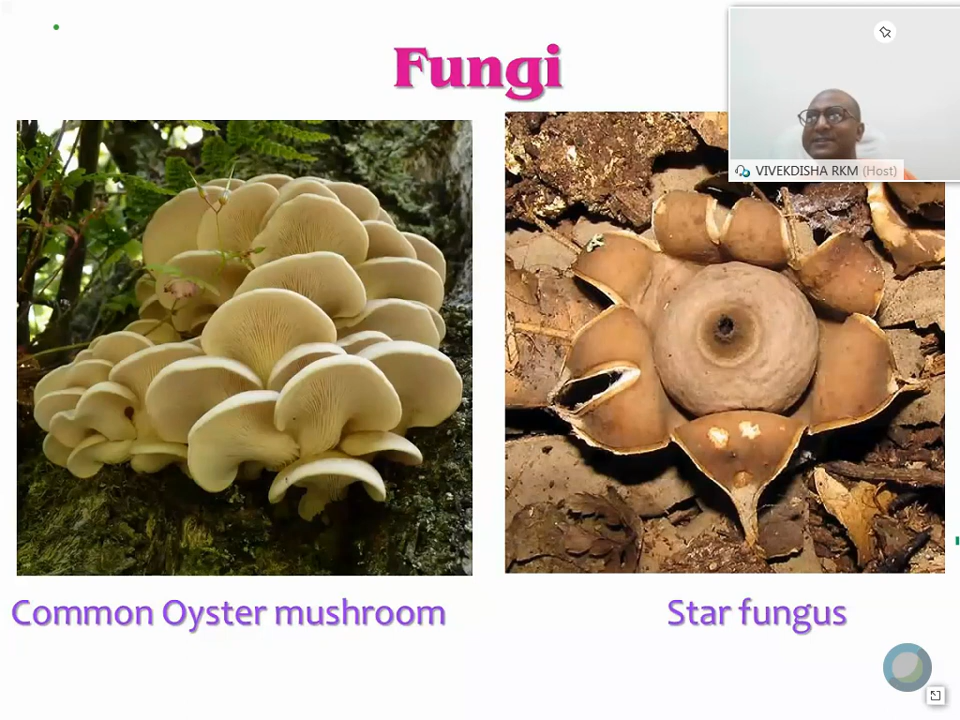 Fungi
VIVEKDISHA RKM (Host)
Common Oyster mushroom
Star fungus